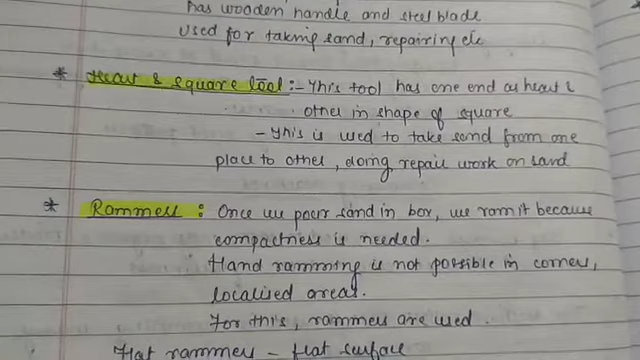 has wooden handle and steel blade
used for taking sand, repairing etc
* Heart & square tool :- This tool has one end as heart &
other in shape of square
- This is used to take sand from one
place to other, doing repair work on sand
* Rammers : Once we pour sand in box, we ram it because
compactness is needed.
Hand ramming is not possible in corners,
localised areas.
For this, rammers are used.
Flat rammer - flat surface